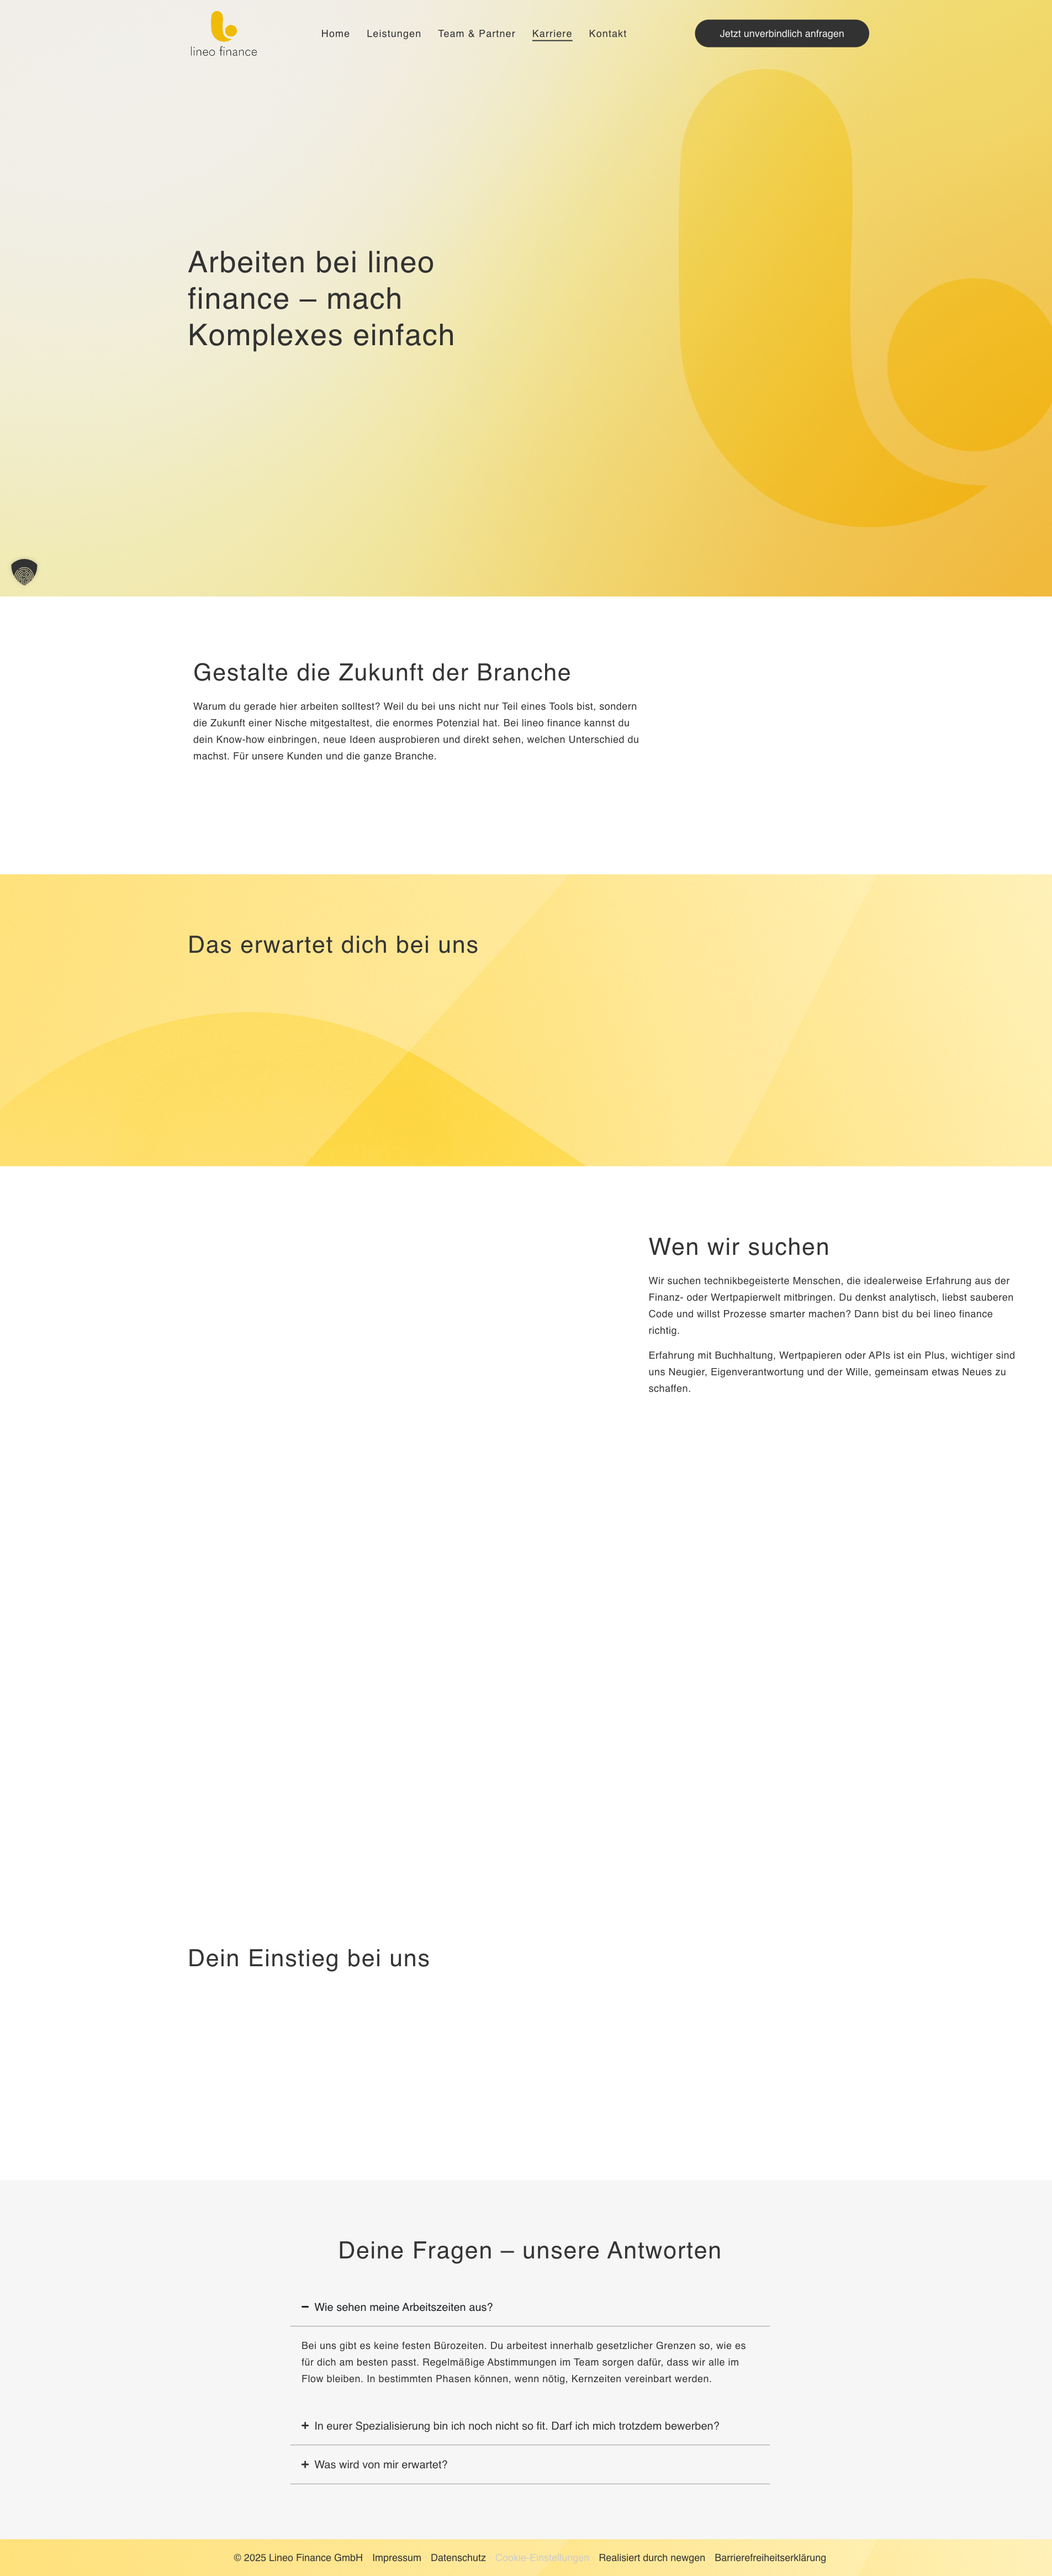 lineo finance
Home Leistungen Team & Partner Karriere Kontakt
Jetzt unverbindlich anfragen
Arbeiten bei lineo
finance – mach
Komplexes einfach
Gestalte die Zukunft der Branche
Warum du gerade hier arbeiten solltest? Weil du bei uns nicht nur Teil eines Tools bist, sondern
die Zukunft einer Nische mitgestaltest, die enormes Potenzial hat. Bei lineo finance kannst du
dein Know-how einbringen, neue Ideen ausprobieren und direkt sehen, welchen Unterschied du
machst. Für unsere Kunden und die ganze Branche.
Das erwartet dich bei uns
Wen wir suchen
Wir suchen technikbegeisterte Menschen, die idealerweise Erfahrung aus der
Finanz- oder Wertpapierwelt mitbringen. Du denkst analytisch, liebst sauberen
Code und willst Prozesse smarter machen? Dann bist du bei lineo finance
richtig.
Erfahrung mit Buchhaltung, Wertpapieren oder APIs ist ein Plus, wichtiger sind
uns Neugier, Eigenverantwortung und der Wille, gemeinsam etwas Neues zu
schaffen.
Dein Einstieg bei uns
Deine Fragen – unsere Antworten
Wie sehen meine Arbeitszeiten aus?
Bei uns gibt es keine festen Bürozeiten. Du arbeitest innerhalb gesetzlicher Grenzen so, wie es
für dich am besten passt. Regelmäßige Abstimmungen im Team sorgen dafür, dass wir alle im
Flow bleiben. In bestimmten Phasen können, wenn nötig, Kernzeiten vereinbart werden.
In eurer Spezialisierung bin ich noch nicht so fit. Darf ich mich trotzdem bewerben?
Was wird von mir erwartet?
© 2025 Lineo Finance GmbH Impressum Datenschutz Cookie-Einstellungen Realisiert durch newgen Barrierefreiheitserklärung